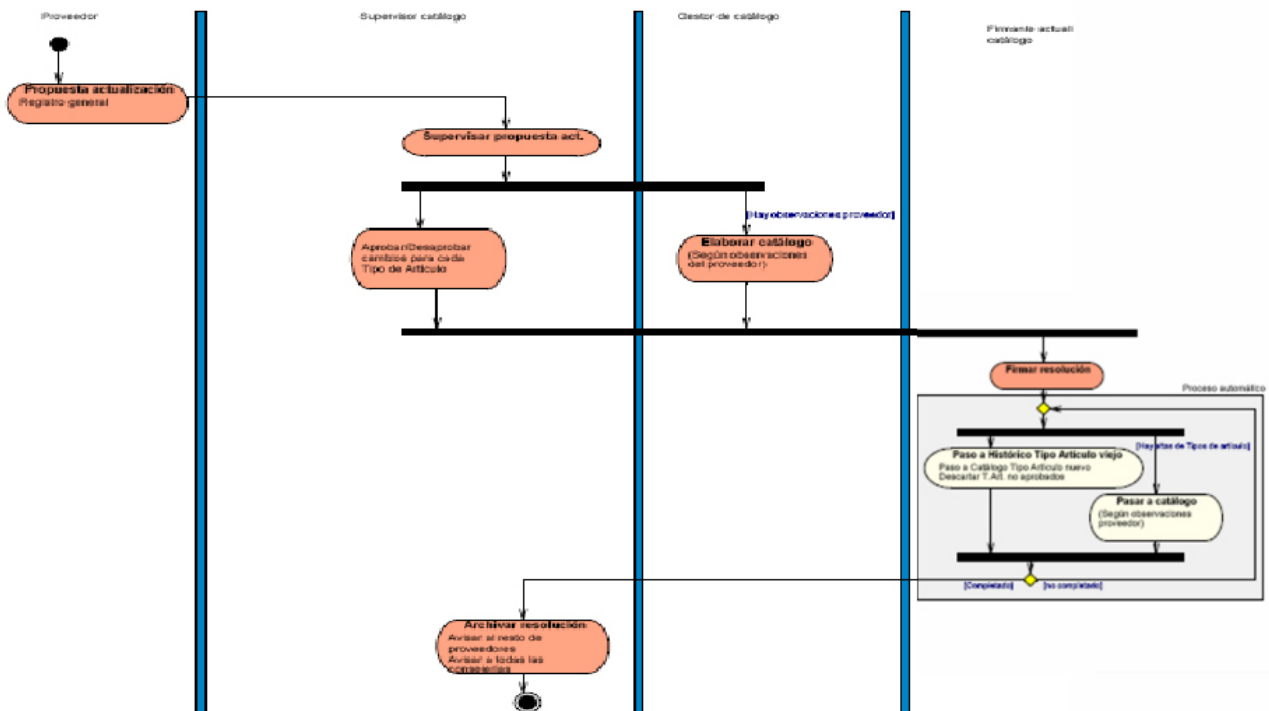 Proveedor
Supervisor catálogo
Gestor de catálogo
Firmante actuali
catálogo
Propuesta actualización
Registro general
Supervisar propuesta act.
[Hay observaciones proveedor]
Aprobar/Desaprobar
cambios para cada
Tipo de Artículo
Elaborar catálogo
(Según observaciones
del proveedor)
Firmar resolución
Proceso automático
[Hay altas de Tipos de artículo]
Paso a Histórico Tipo Artículo viejo
Paso a Catálogo Tipo Artículo nuevo
Descartar T.Art. no aprobados
Pasar a catálogo
(Según observaciones
proveedor)
[Completado]
[no completado]
Archivar resolución
Avisar al resto de
proveedores
Avisar a todas las
consejerías